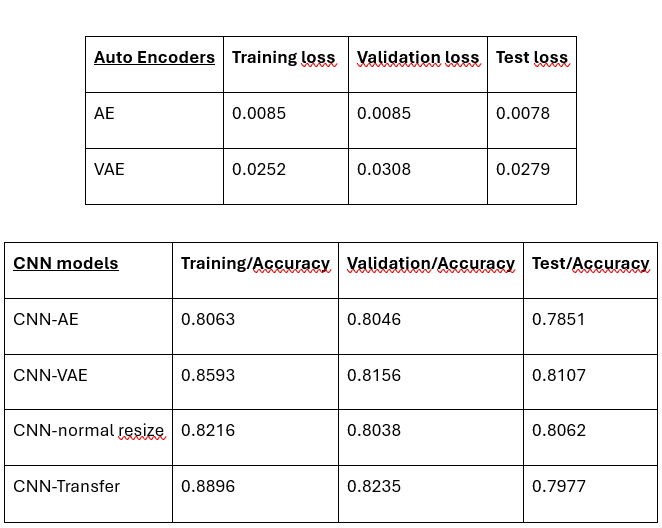 Auto Encoders Training loss Validation loss Test loss
AE 0.0085 0.0085 0.0078
VAE 0.0252 0.0308 0.0279
CNN models Training/Accuracy Validation/Accuracy Test/Accuracy
CNN-AE 0.8063 0.8046 0.7851
CNN-VAE 0.8593 0.8156 0.8107
CNN-normal resize 0.8216 0.8038 0.8062
CNN-Transfer 0.8896 0.8235 0.7977